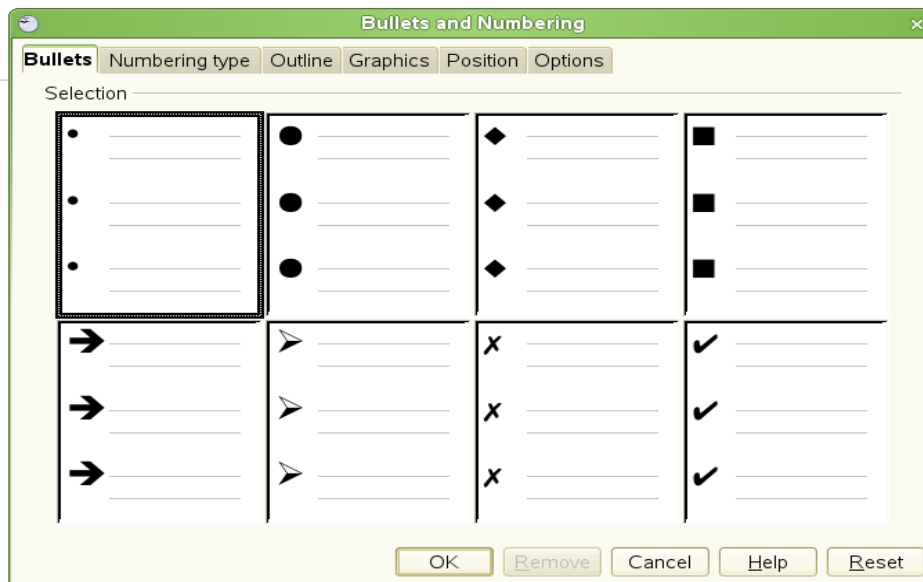 Bullets and Numbering
Bullets Numbering type Outline Graphics Position Options
Selection
OK Remove Cancel Help Reset